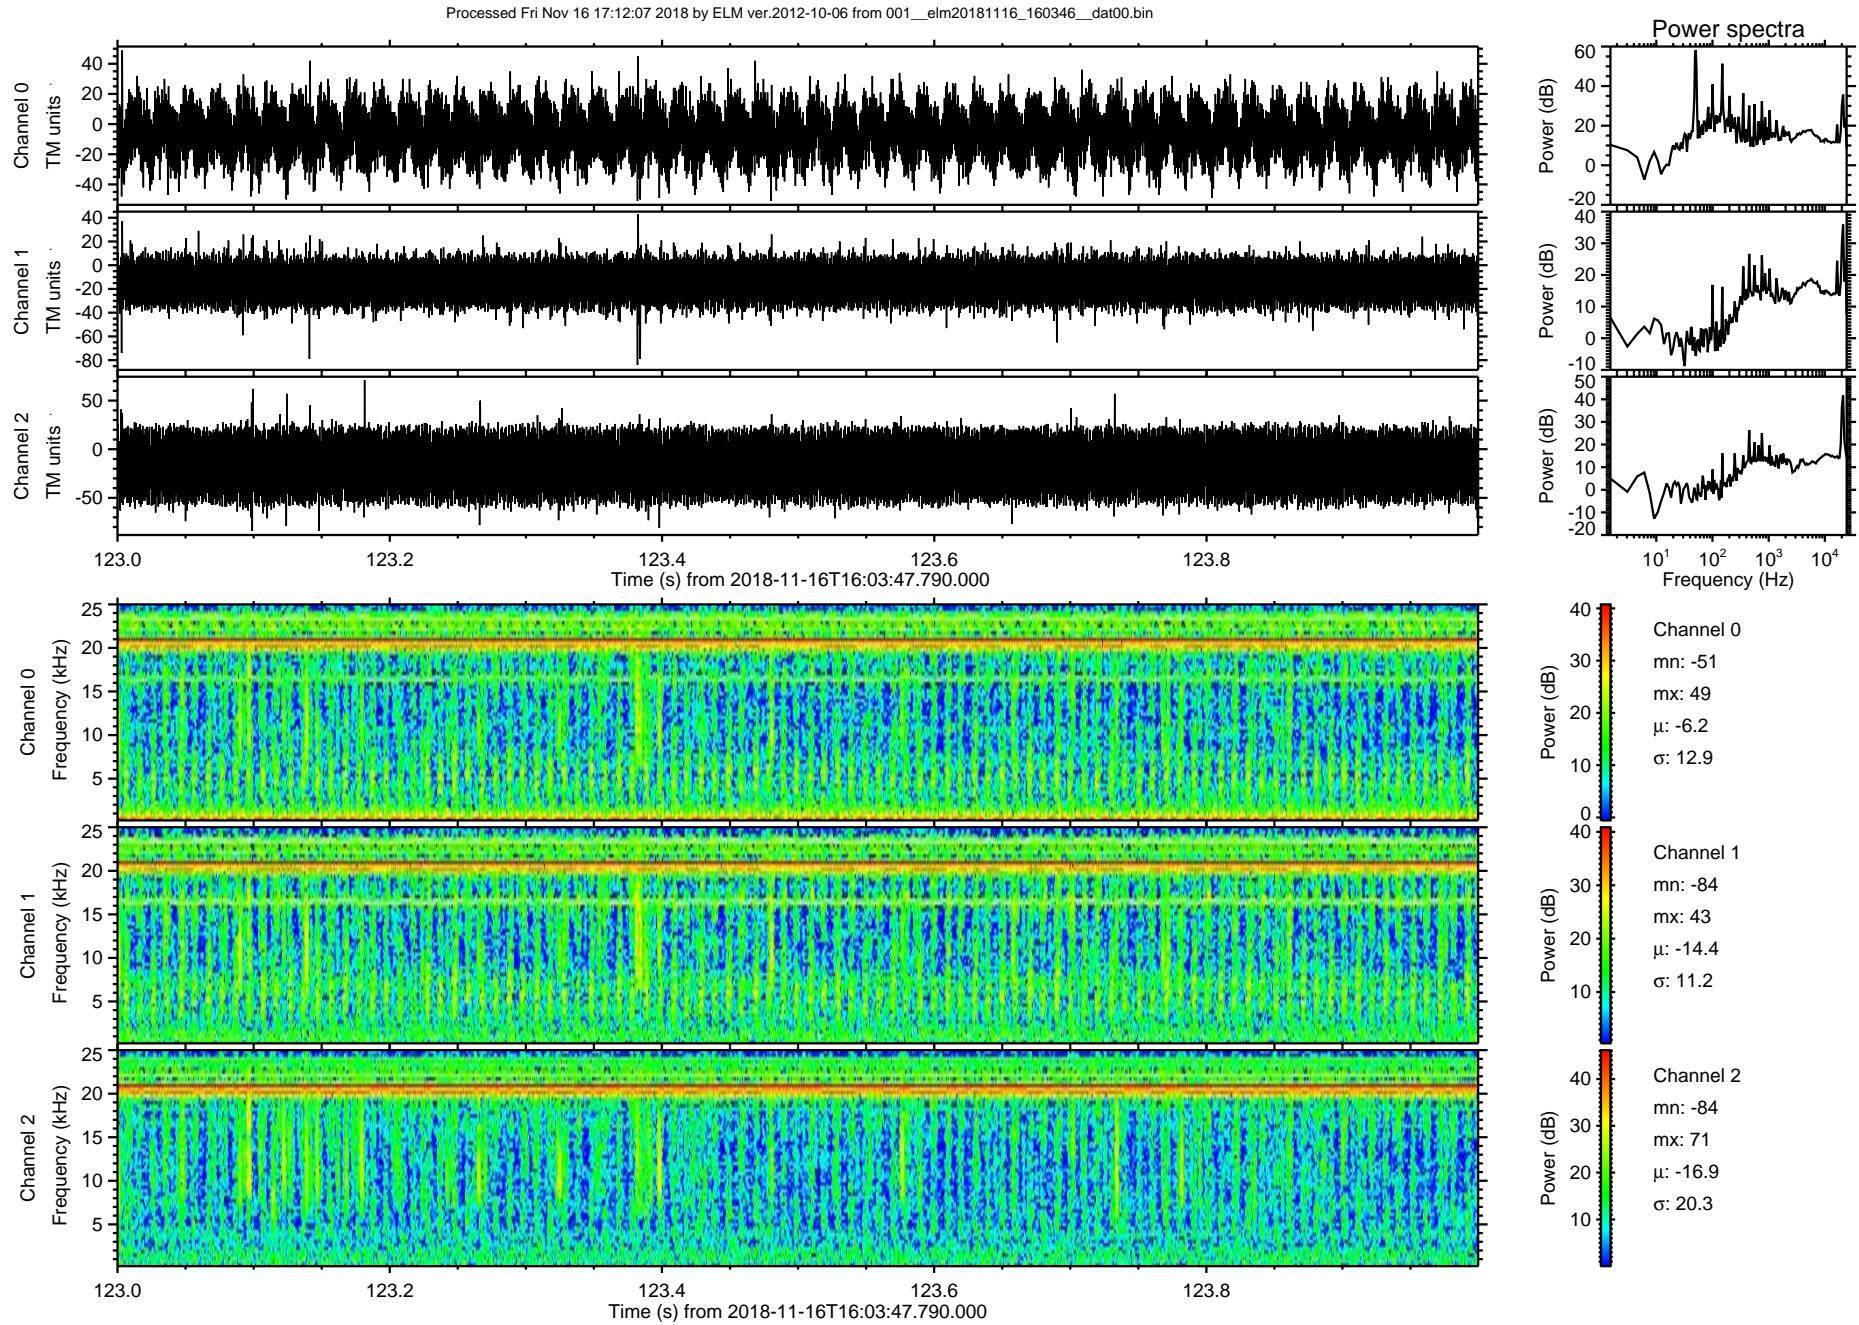 Processed Fri Nov 16 17:12:07 2018 by ELM ver.2012-10-06 from 001__elm20181116_160346__dat00.bin
Power spectra
Channel 0
TM units
40
20
0
-20
-40
Power (dB)
60
40
20
0
-20
Channel 1
TM units
40
20
0
-20
-40
-60
-80
Power (dB)
40
30
20
10
0
-10
Channel 2
TM units
50
0
-50
Power (dB)
50
40
30
20
10
0
-10
-20
123.0 123.2 123.4 123.6 123.8
Time (s) from 2018-11-16T16:03:47.790.000
10^1 10^2 10^3 10^4
Frequency (Hz)
Channel 0
Frequency (kHz)
25
20
15
10
5
Power (dB)
40
30
20
10
0
Channel 0
mn: -51
mx: 49
μ: -6.2
σ: 12.9
Channel 1
Frequency (kHz)
25
20
15
10
5
Power (dB)
40
30
20
10
Channel 1
mn: -84
mx: 43
μ: -14.4
σ: 11.2
Channel 2
Frequency (kHz)
25
20
15
10
5
Power (dB)
40
30
20
10
Channel 2
mn: -84
mx: 71
μ: -16.9
σ: 20.3
123.0 123.2 123.4 123.6 123.8
Time (s) from 2018-11-16T16:03:47.790.000